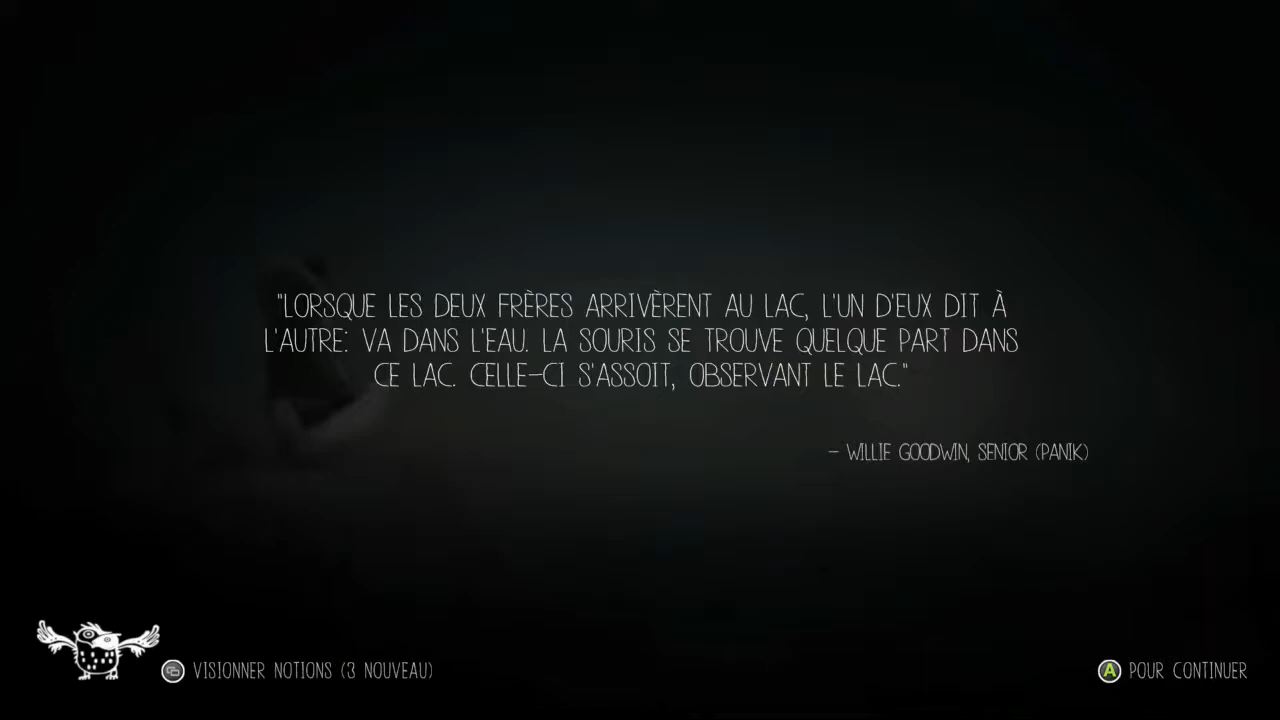 "LORSQUE LES DEUX FRÈRES ARRIVÈRENT AU LAC, L'UN D'EUX DIT À
L'AUTRE: VA DANS L'EAU. LA SOURIS SE TROUVE QUELQUE PART DANS
CE LAC. CELLE-CI S'ASSOIT, OBSERVANT LE LAC."
- WILLIE GOODWIN, SENIOR (PANIK)
VISIONNER NOTIONS (3 NOUVEAU)
A POUR CONTINUER